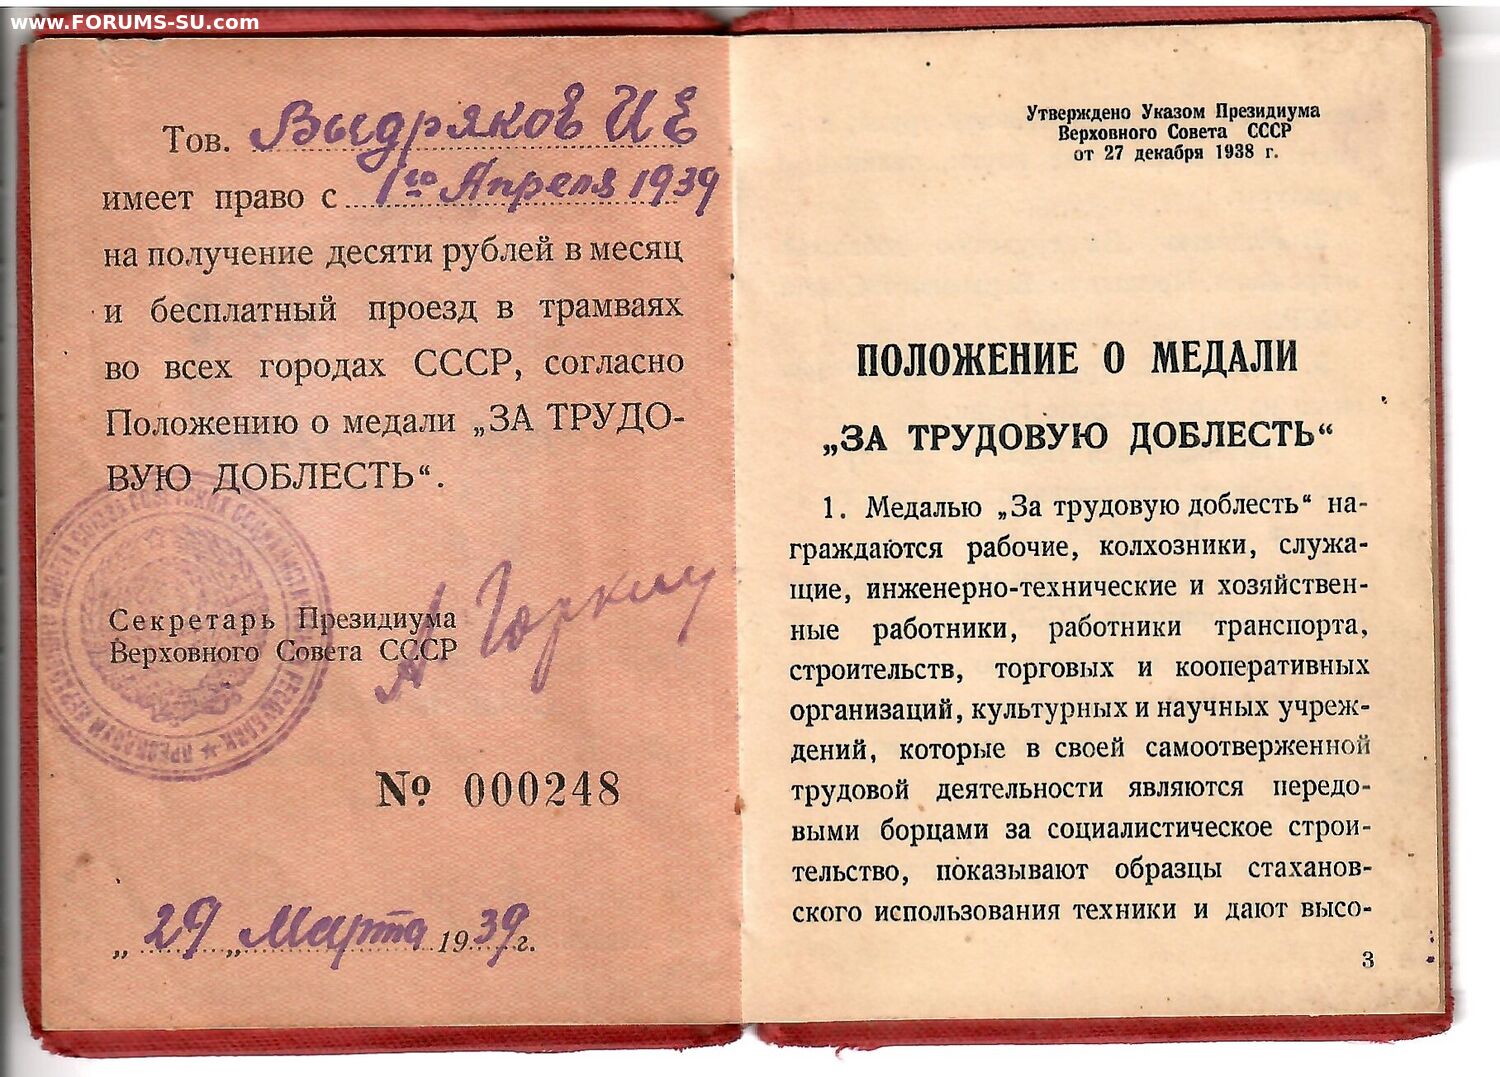 www.FORUMS-SU.com
Тов. Выдряков И Е
имеет право с 1го Апреля 1939
на получение десяти рублей в месяц
и бесплатный проезд в трамваях
во всех городах СССР, согласно
Положению о медали „ЗА ТРУДО-
ВУЮ ДОБЛЕСТЬ“.
Секретарь Президиума
Верховного Совета СССР
А Горкин
№ 000248
„ 29 „ Марта 1939 г.
Утверждено Указом Президиума
Верховного Совета СССР
от 27 декабря 1938 г.
ПОЛОЖЕНИЕ О МЕДАЛИ
„ЗА ТРУДОВУЮ ДОБЛЕСТЬ“
1. Медалью „За трудовую доблесть“ на-
граждаются рабочие, колхозники, служа-
щие, инженерно-технические и хозяйствен-
ные работники, работники транспорта,
строительств, торговых и кооперативных
организаций, культурных и научных учреж-
дений, которые в своей самоотверженной
трудовой деятельности являются передо-
выми борцами за социалистическое строи-
тельство, показывают образцы стаханов-
ского использования техники и дают высо-
3